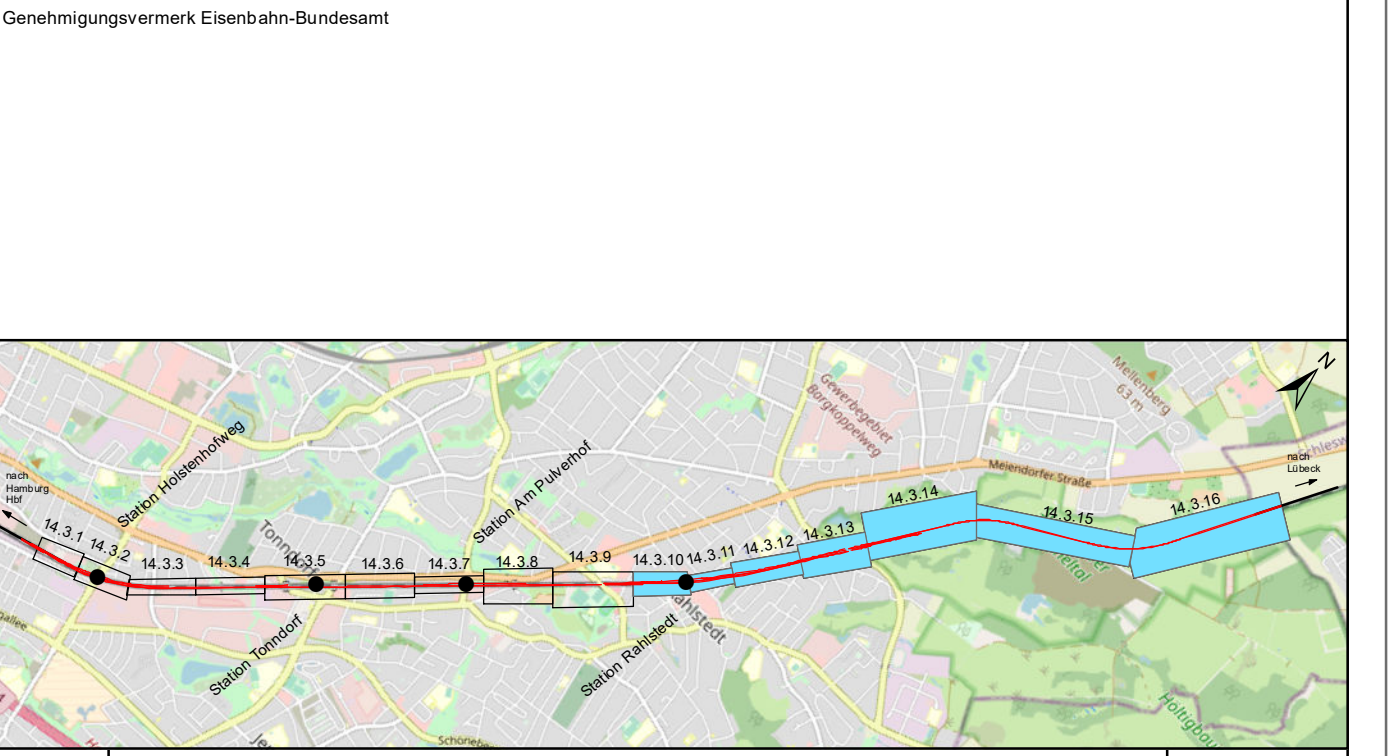 Genehmigungsvermerk Eisenbahn-Bundesamt
N
Mellenberg
63 m
Gewerbegebiet
Bargkoppelweg
Station Holstenhofweg
Station Am Pulverhof
Meiendorfer Straße
nach
Lübeck
nach
Hamburg
Hbf
14.3.1
14.3.2
14.3.3
14.3.4
14.3.5
14.3.6
14.3.7
14.3.8
14.3.9
14.3.10
14.3.11
14.3.12
14.3.13
14.3.14
14.3.15
14.3.16
Station Tonndorf
Station Rahlstedt